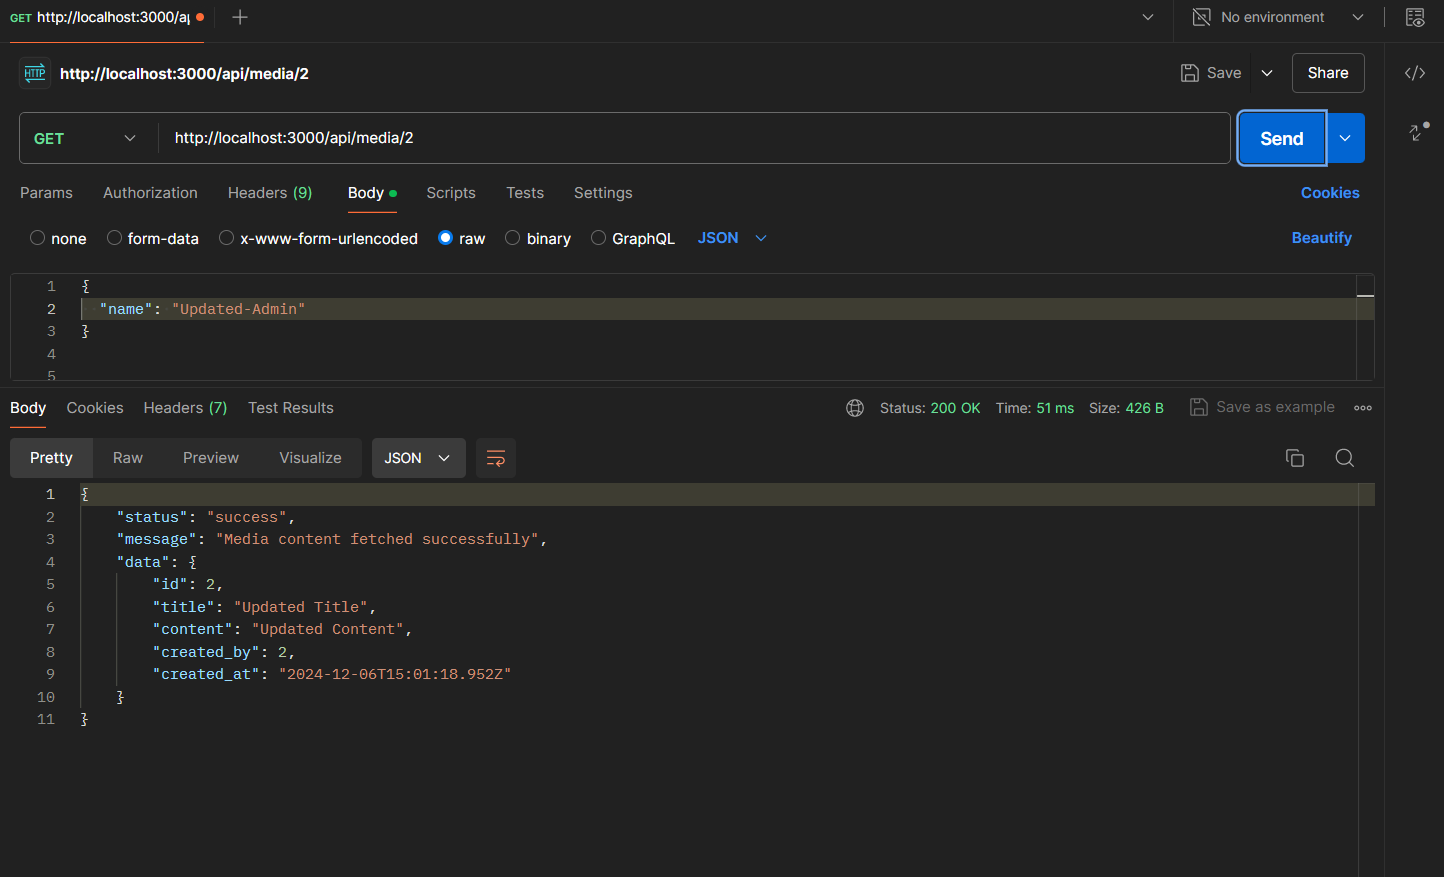 GET http://localhost:3000/ap
No environment
HTTP http://localhost:3000/api/media/2
Save
Share
GET http://localhost:3000/api/media/2
Send
Params Authorization Headers (9) Body Scripts Tests Settings Cookies
none form-data x-www-form-urlencoded raw binary GraphQL JSON Beautify
1 {
2 "name": "Updated-Admin"
3 }
4
5
Body Cookies Headers (7) Test Results Status: 200 OK Time: 51 ms Size: 426 B Save as example
Pretty Raw Preview Visualize JSON
1 {
2 "status": "success",
3 "message": "Media content fetched successfully",
4 "data": {
5 "id": 2,
6 "title": "Updated Title",
7 "content": "Updated Content",
8 "created_by": 2,
9 "created_at": "2024-12-06T15:01:18.952Z"
10 }
11 }